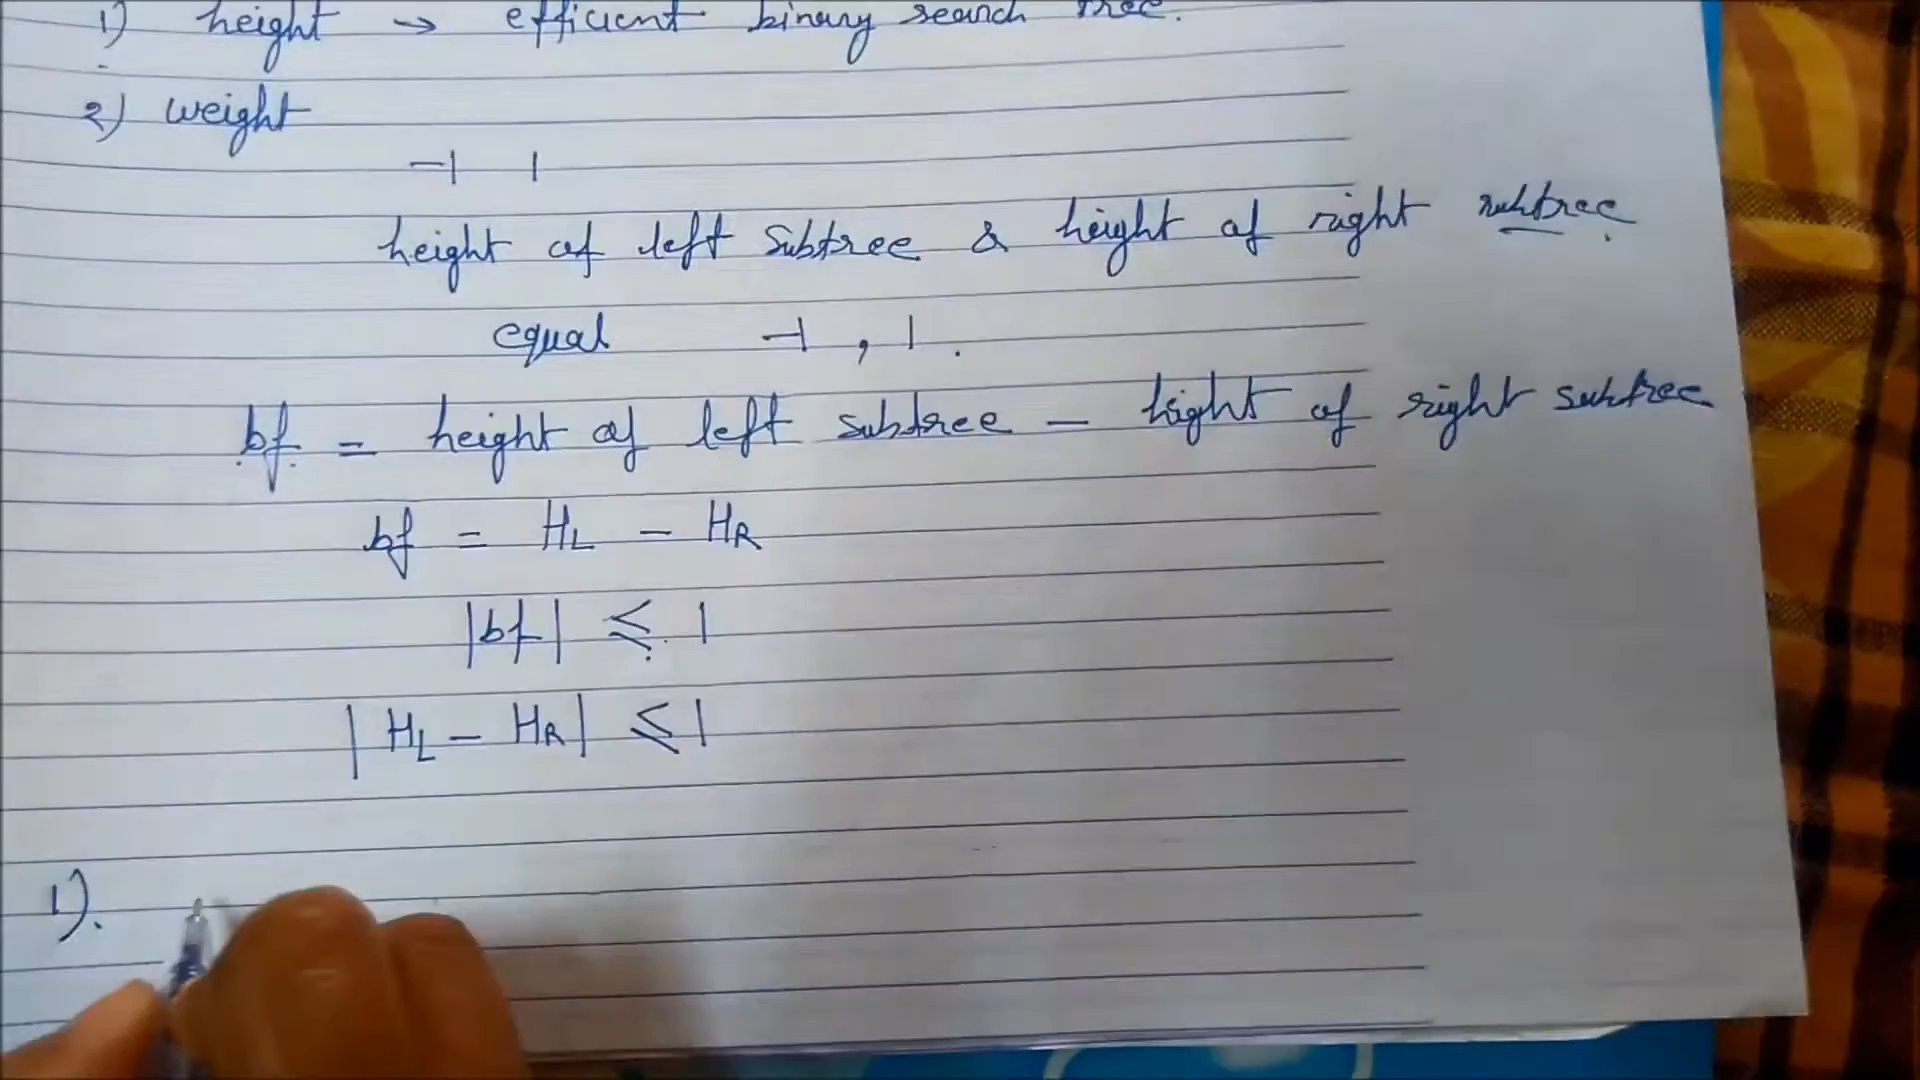 1) height → efficient binary search tree.
2) weight
-1 1
height of left subtree & height of right subtree
equal -1 , 1 .
bf = height of left subtree - hight of right subtree
bf = HL - HR
|bf| ≤ 1
| HL - HR| ≤ 1
1).